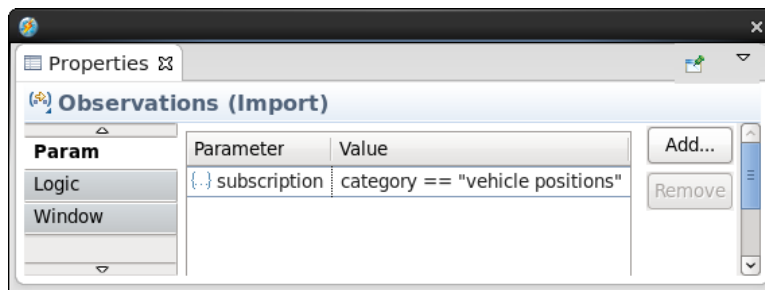 Properties
Observations (Import)
Param
Logic
Window
Parameter Value
{..} subscription category == "vehicle positions"
Add...
Remove